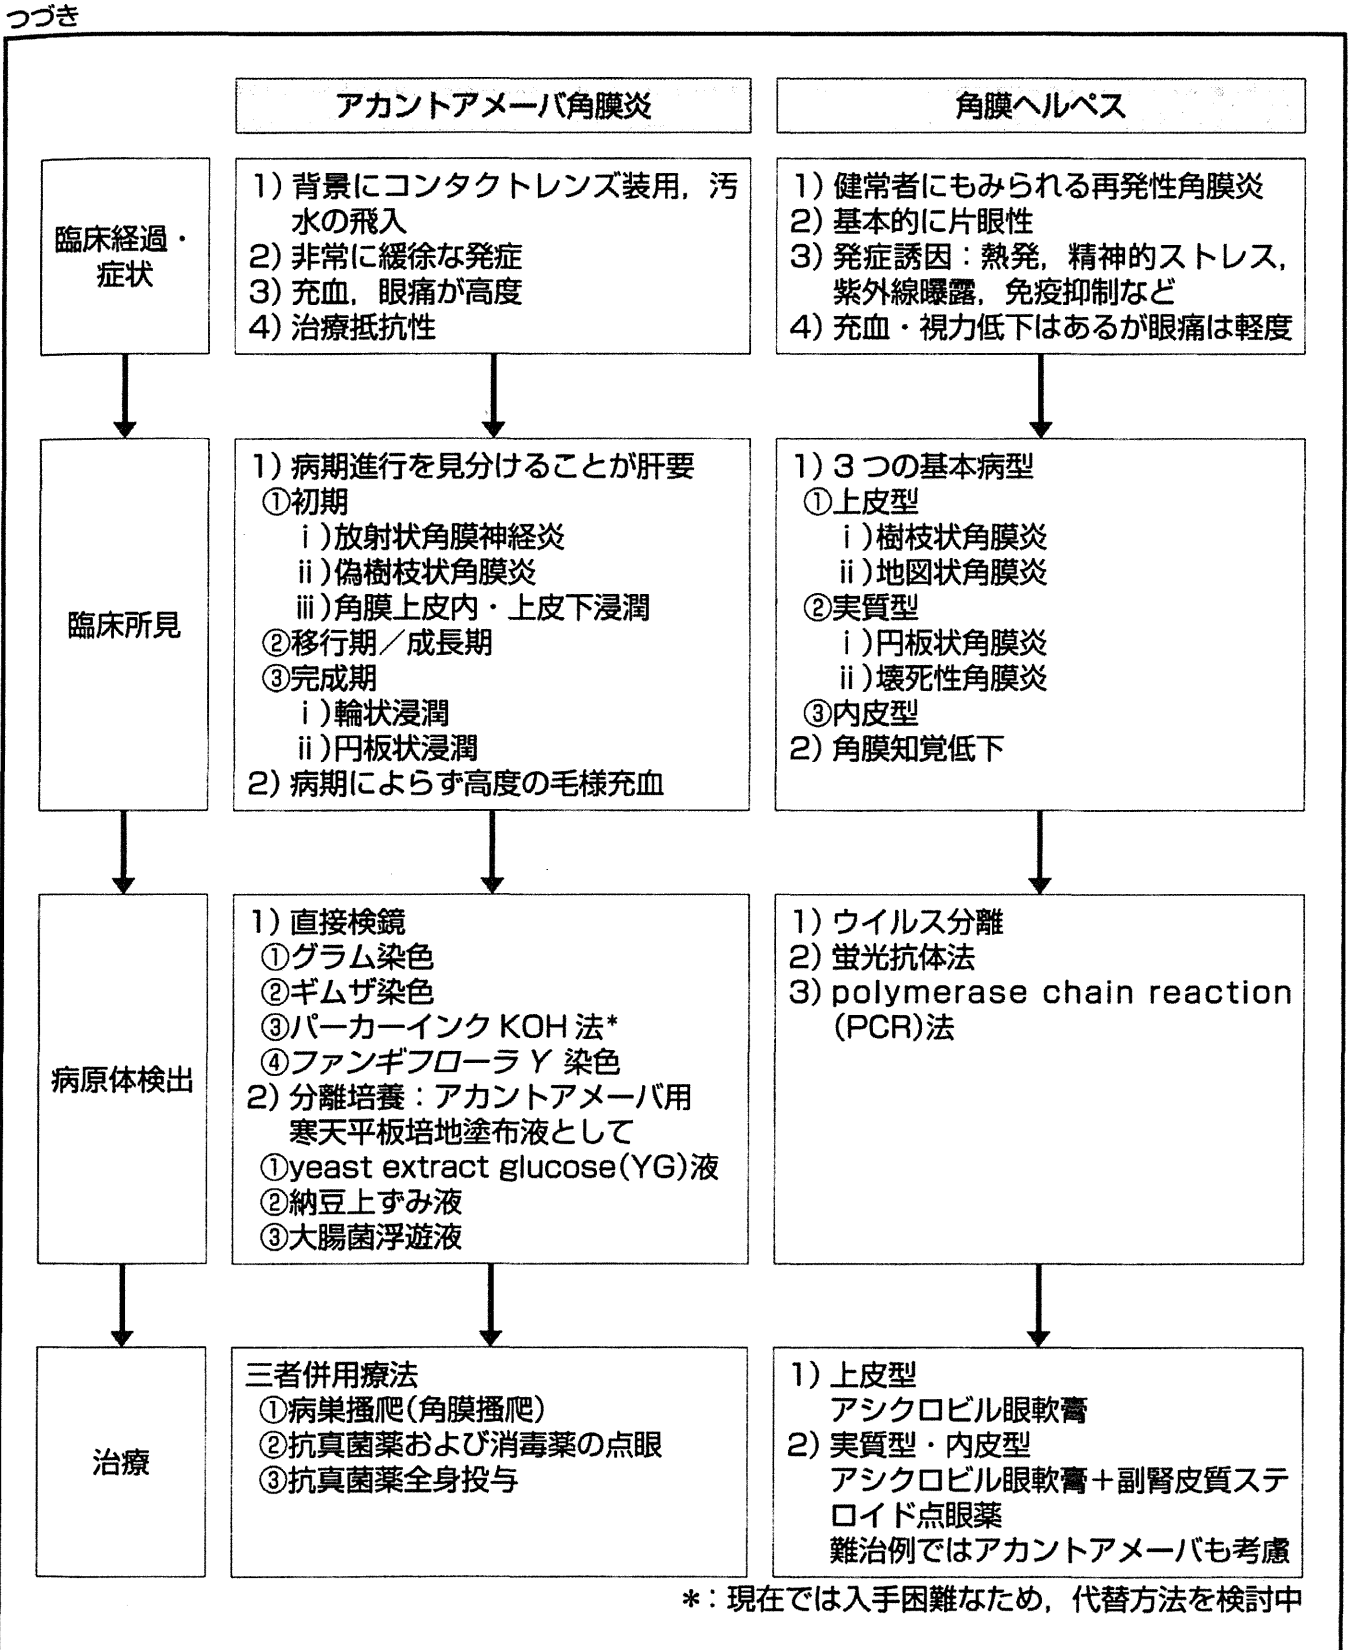 つづき
アカントアメーバ角膜炎
角膜ヘルペス
臨床経過・
症状
1) 背景にコンタクトレンズ装用，汚
水の飛入
2) 非常に緩徐な発症
3) 充血，眼痛が高度
4) 治療抵抗性
1) 健常者にもみられる再発性角膜炎
2) 基本的に片眼性
3) 発症誘因：熱発，精神的ストレス，
紫外線曝露，免疫抑制など
4) 充血・視力低下はあるが眼痛は軽度
臨床所見
1) 病期進行を見分けることが肝要
①初期
ⅰ)放射状角膜神経炎
ⅱ)偽樹枝状角膜炎
ⅲ)角膜上皮内・上皮下浸潤
②移行期／成長期
③完成期
ⅰ)輪状浸潤
ⅱ)円板状浸潤
2) 病期によらず高度の毛様充血
1) 3つの基本病型
①上皮型
ⅰ)樹枝状角膜炎
ⅱ)地図状角膜炎
②実質型
ⅰ)円板状角膜炎
ⅱ)壊死性角膜炎
③内皮型
2) 角膜知覚低下
病原体検出
1) 直接検鏡
①グラム染色
②ギムザ染色
③パーカーインク KOH 法*
④ファンギフローラ Y 染色
2) 分離培養：アカントアメーバ用
寒天平板培地塗布液として
①yeast extract glucose(YG)液
②納豆上ずみ液
③大腸菌浮遊液
1) ウイルス分離
2) 蛍光抗体法
3) polymerase chain reaction
(PCR)法
治療
三者併用療法
①病巣掻爬(角膜掻爬)
②抗真菌薬および消毒薬の点眼
③抗真菌薬全身投与
1) 上皮型
アシクロビル眼軟膏
2) 実質型・内皮型
アシクロビル眼軟膏＋副腎皮質ステ
ロイド点眼薬
難治例ではアカントアメーバも考慮
*：現在では入手困難なため，代替方法を検討中